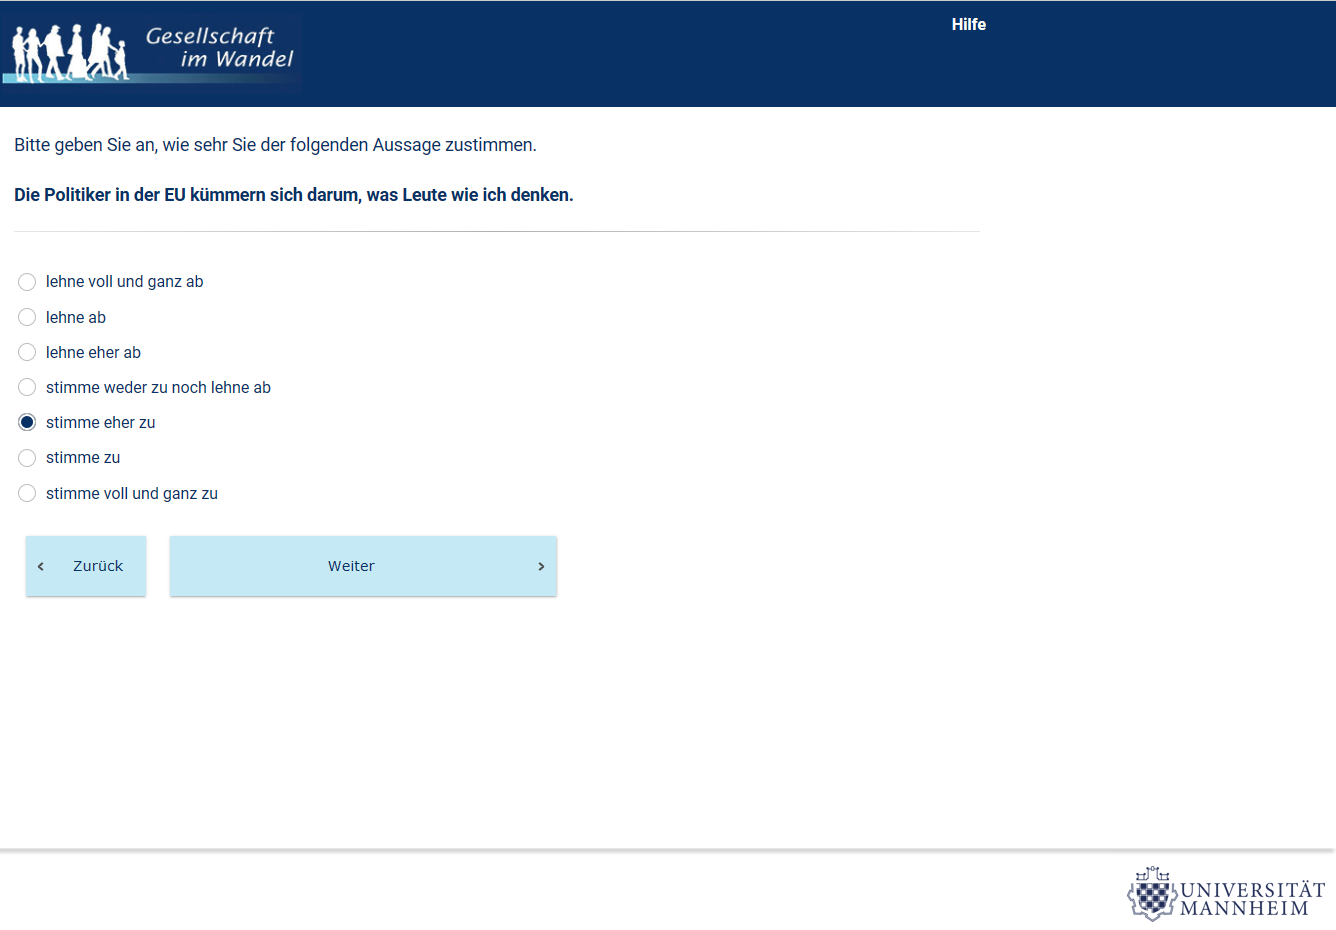 Gesellschaft
im Wandel
Hilfe
Bitte geben Sie an, wie sehr Sie der folgenden Aussage zustimmen.
Die Politiker in der EU kümmern sich darum, was Leute wie ich denken.
lehne voll und ganz ab
lehne ab
lehne eher ab
stimme weder zu noch lehne ab
stimme eher zu
stimme zu
stimme voll und ganz zu
‹ Zurück
Weiter ›
UNIVERSITÄT
MANNHEIM